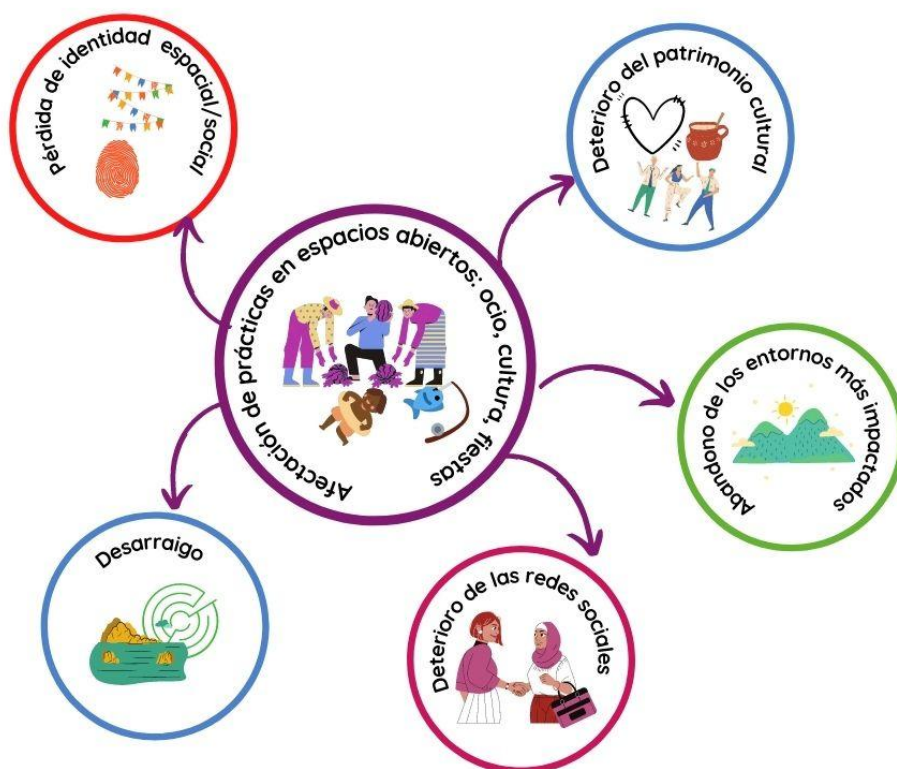 Pérdida de identidad espacial/social
Deterioro del patrimonio cultural
Afectación de prácticas en espacios abiertos: ocio, cultura, fiestas
Abandono de los entornos más impactados
Desarraigo
Deterioro de las redes sociales